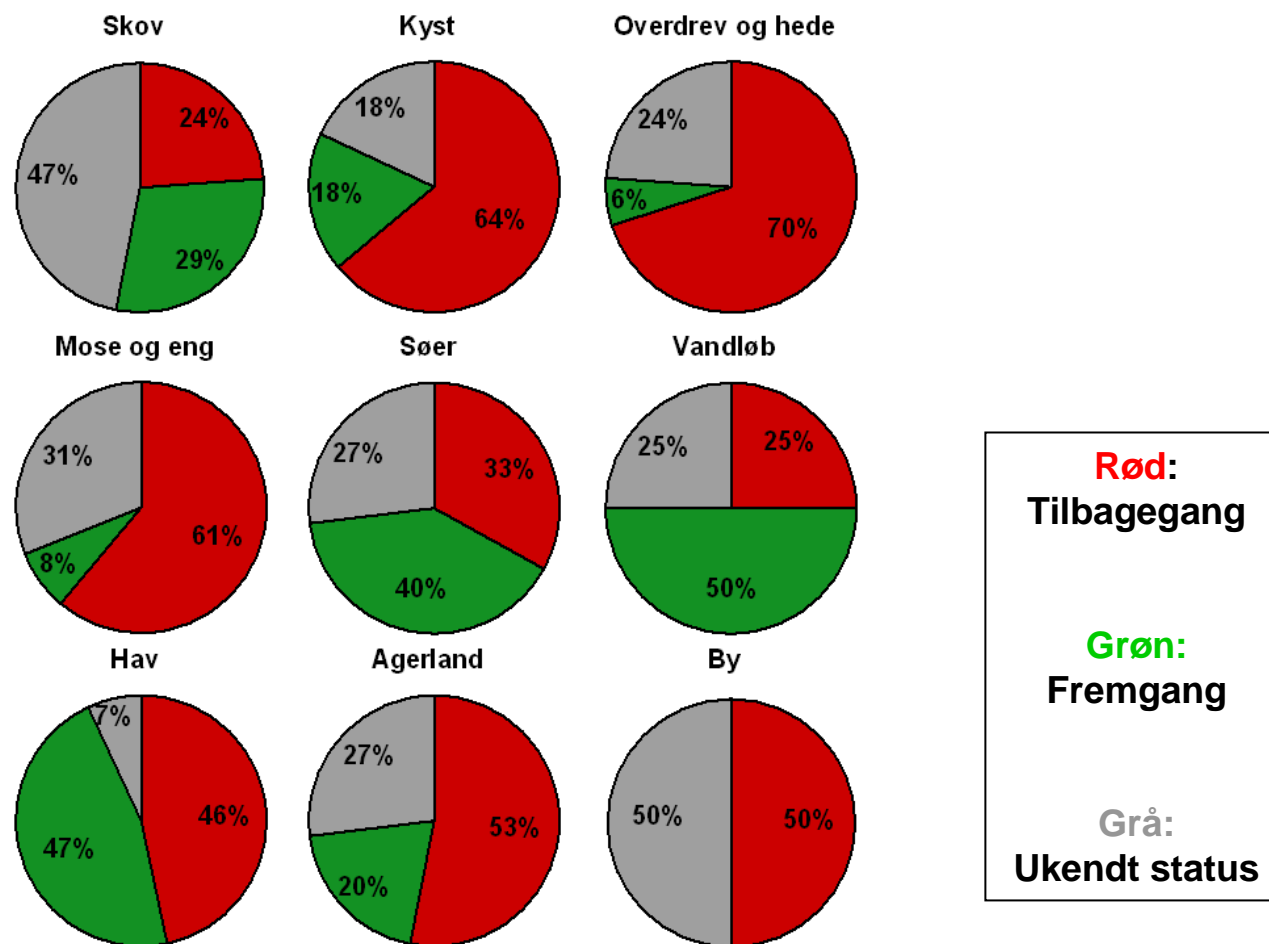 Skov
24%
29%
47%
Kyst
18%
18%
64%
Overdrev og hede
24%
6%
70%
Mose og eng
31%
8%
61%
Søer
27%
33%
40%
Vandløb
25%
25%
50%
Hav
7%
46%
47%
Agerland
27%
53%
20%
By
50%
50%
Rød:
Tilbagegang
Grøn:
Fremgang
Grå:
Ukendt status